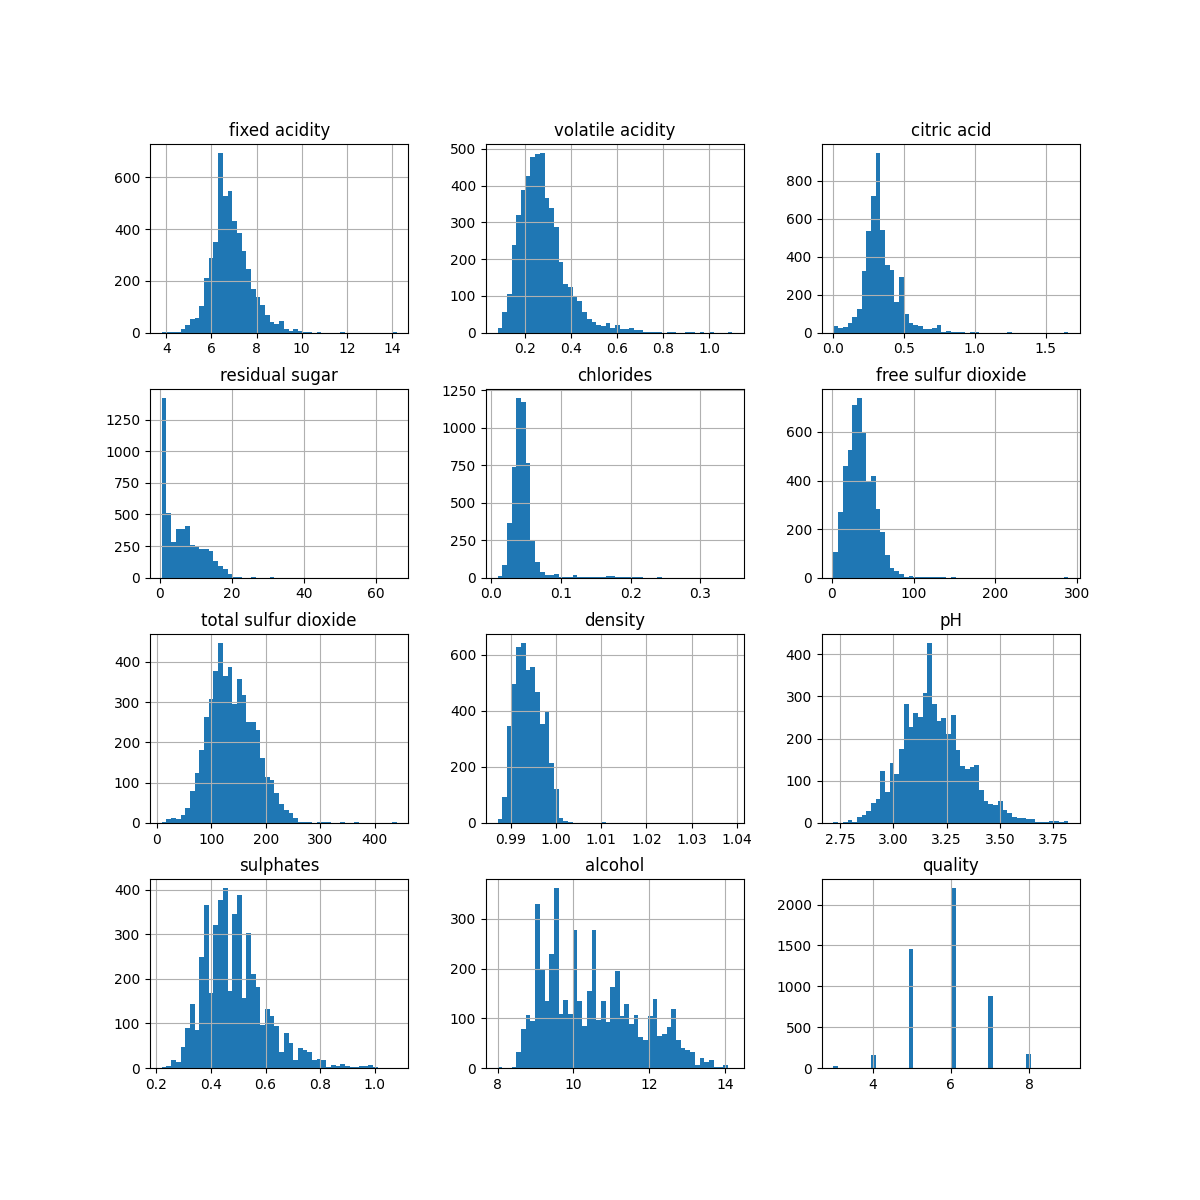 fixed acidity
600
400
200
0
4 6 8 10 12 14
volatile acidity
500
400
300
200
100
0
0.2 0.4 0.6 0.8 1.0
citric acid
800
600
400
200
0
0.0 0.5 1.0 1.5
residual sugar
1250
1000
750
500
250
0
0 20 40 60
chlorides
1250
1000
750
500
250
0
0.0 0.1 0.2 0.3
free sulfur dioxide
600
400
200
0
0 100 200 300
total sulfur dioxide
400
300
200
100
0
0 100 200 300 400
density
600
400
200
0
0.99 1.00 1.01 1.02 1.03 1.04
pH
400
300
200
100
0
2.75 3.00 3.25 3.50 3.75
sulphates
400
300
200
100
0
0.2 0.4 0.6 0.8 1.0
alcohol
300
200
100
0
8 10 12 14
quality
2000
1500
1000
500
0
4 6 8